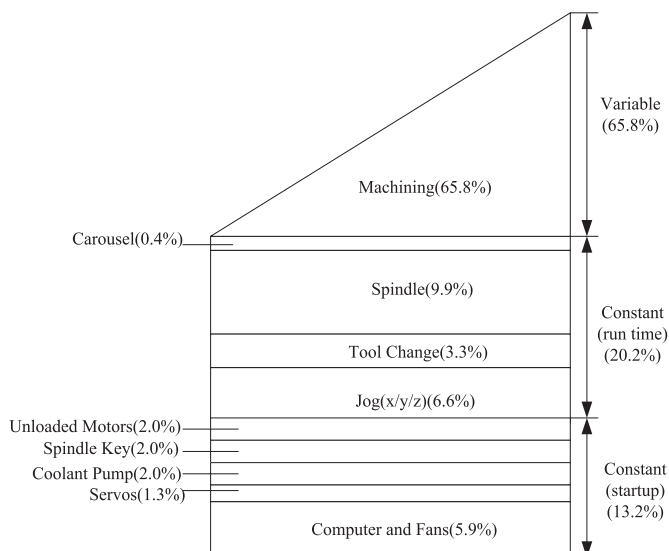 Variable
(65.8%)
Machining(65.8%)
Carousel(0.4%)
Spindle(9.9%)
Constant
(run time)
(20.2%)
Tool Change(3.3%)
Jog(x/y/z)(6.6%)
Unloaded Motors(2.0%)
Spindle Key(2.0%)
Coolant Pump(2.0%)
Servos(1.3%)
Constant
(startup)
(13.2%)
Computer and Fans(5.9%)